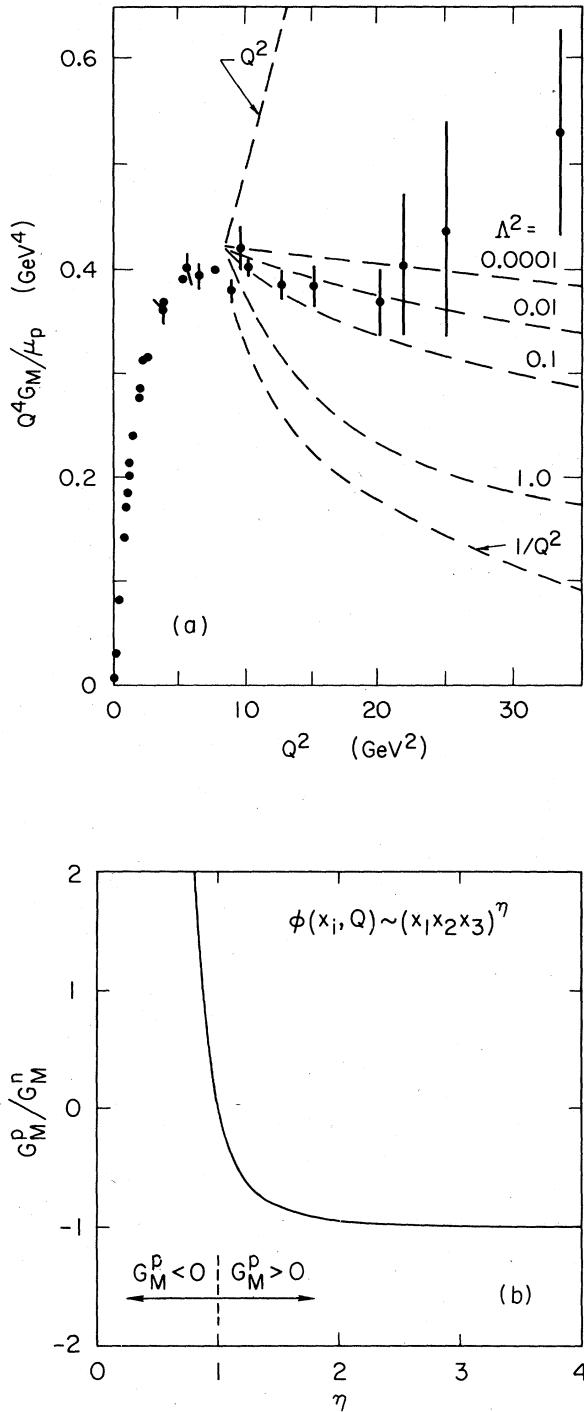 0.6
Q²
Q⁴G_M/μ_p (GeV⁴)
Λ² =
0.0001
0.4
0.01
0.1
0.2
1.0
1/Q²
(a)
0
0 10 20 30
Q² (GeV²)
2
ϕ(x_i, Q) ~ (x₁x₂x₃)^η
1
G_M^p/G_M^n
0
-1
G_M^p < 0 G_M^p > 0
(b)
-2
0 1 2 3 4
η